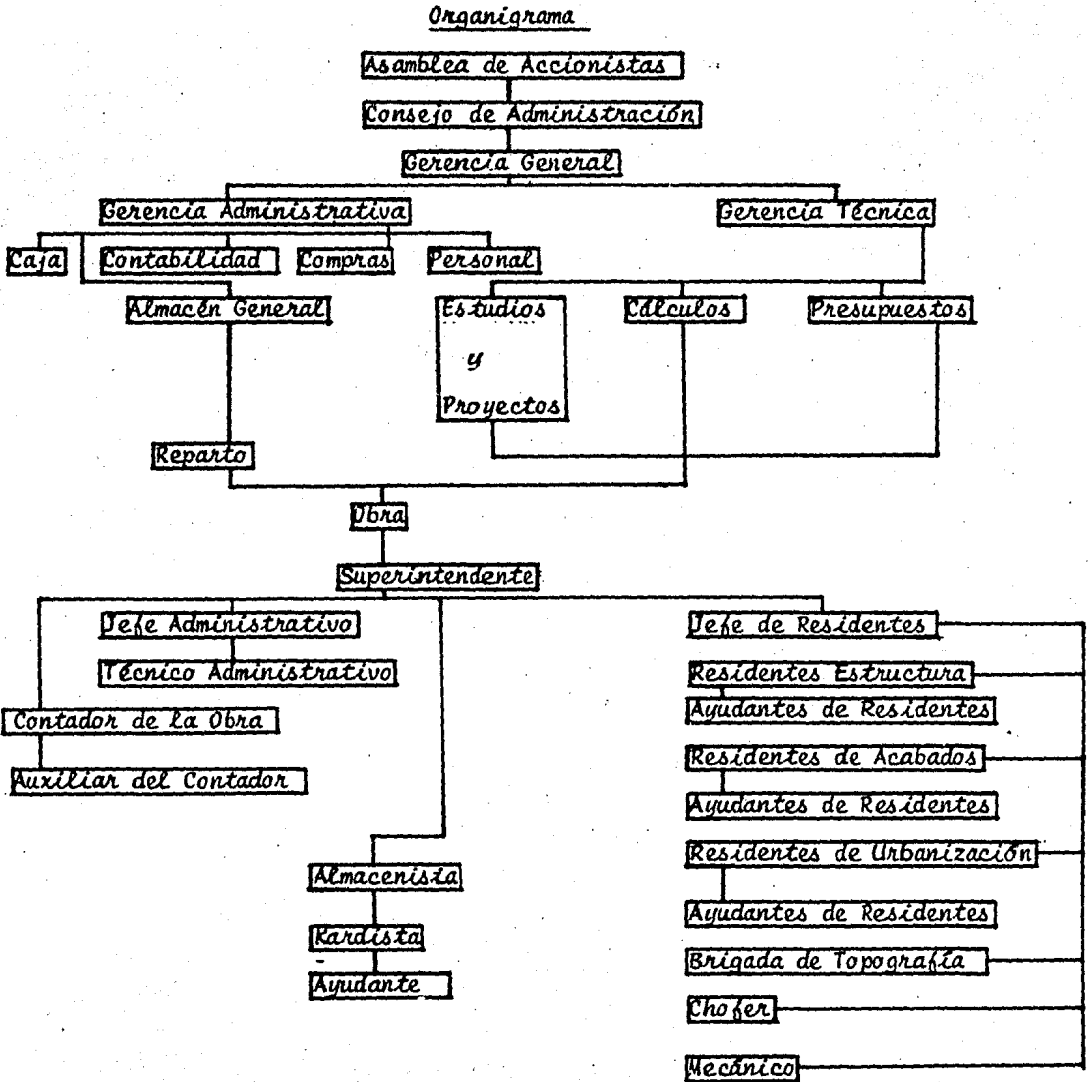 Organigrama
Asamblea de Accionistas
Consejo de Administración
Gerencia General
Gerencia Administrativa
Gerencia Técnica
Caja
Contabilidad
Compras
Personal
Almacén General
Estudios
y
Proyectos
Cálculos
Presupuestos
Reparto
Obra
Superintendente
Jefe Administrativo
Técnico Administrativo
Contador de la Obra
Auxiliar del Contador
Almacenista
Kardista
Ayudante
Jefe de Residentes
Residentes Estructura
Ayudantes de Residentes
Residentes de Acabados
Ayudantes de Residentes
Residentes de Urbanización
Ayudantes de Residentes
Brigada de Topografía
Chofer
Mecánico